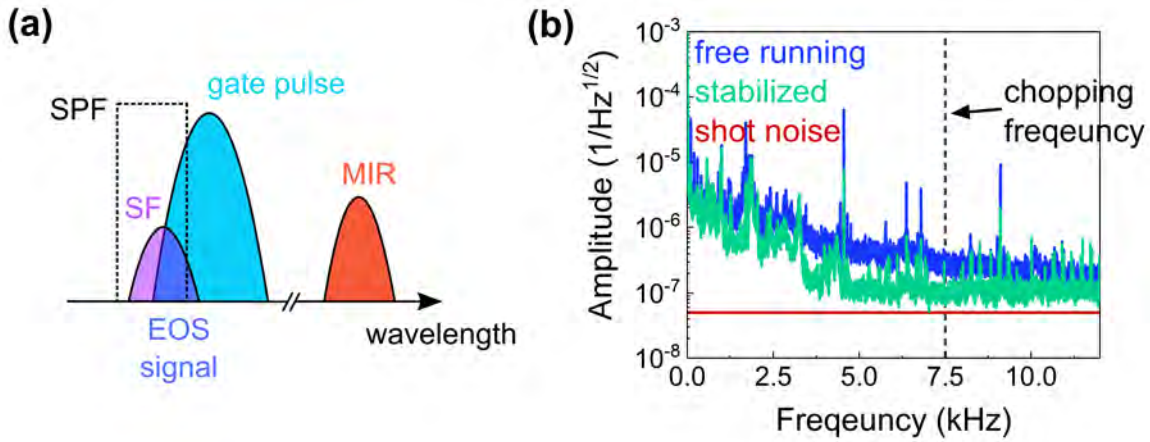 (a)
SPF
gate pulse
SF
MIR
EOS
signal
wavelength
(b)
Amplitude (1/Hz^1/2)
10^-3
10^-4
10^-5
10^-6
10^-7
10^-8
free running
stabilized
shot noise
chopping
freqeuncy
0.0
2.5
5.0
7.5
10.0
Freqeuncy (kHz)